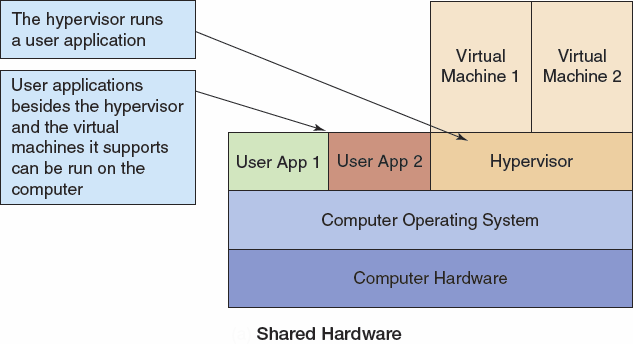 The hypervisor runs
a user application
User applications
besides the hypervisor
and the virtual
machines it supports
can be run on the
computer
Virtual
Machine 1
Virtual
Machine 2
User App 1
User App 2
Hypervisor
Computer Operating System
Computer Hardware
Shared Hardware